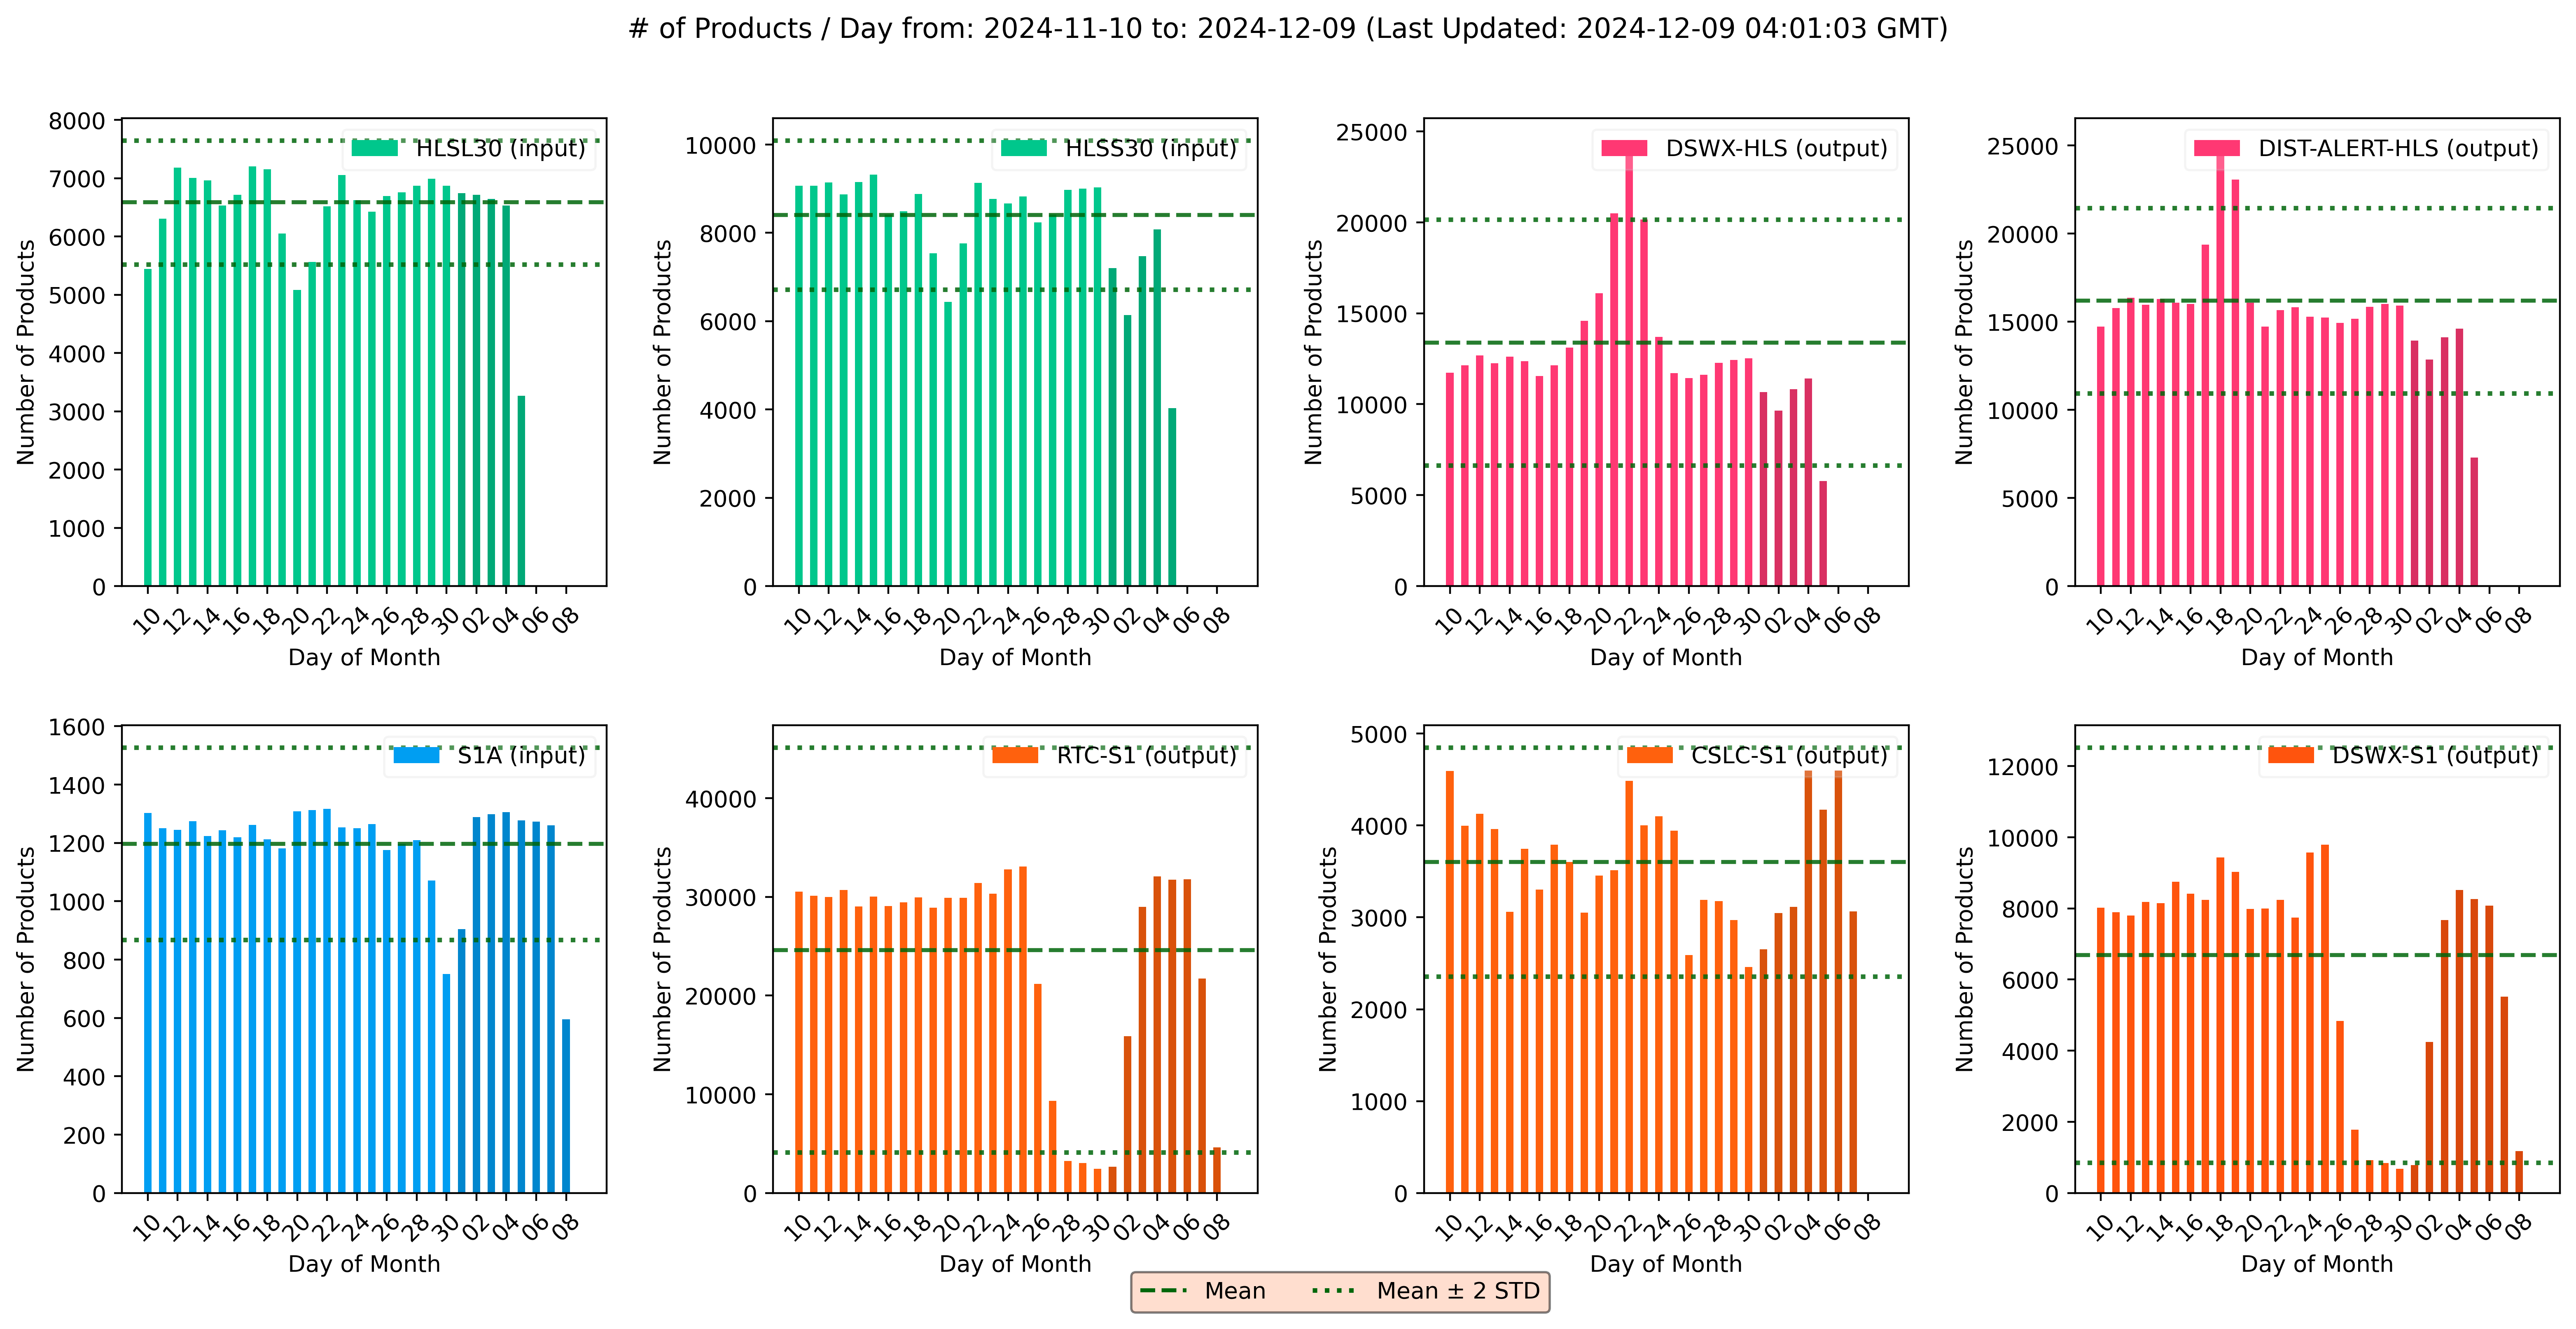 # of Products / Day from: 2024-11-10 to: 2024-12-09 (Last Updated: 2024-12-09 04:01:03 GMT)
HLSL30 (input)
Number of Products
8000
7000
6000
5000
4000
3000
2000
1000
0
10 12 14 16 18 20 22 24 26 28 30 02 04 06 08
Day of Month
HLSS30 (input)
Number of Products
10000
8000
6000
4000
2000
0
10 12 14 16 18 20 22 24 26 28 30 02 04 06 08
Day of Month
DSWX-HLS (output)
Number of Products
25000
20000
15000
10000
5000
0
10 12 14 16 18 20 22 24 26 28 30 02 04 06 08
Day of Month
DIST-ALERT-HLS (output)
Number of Products
25000
20000
15000
10000
5000
0
10 12 14 16 18 20 22 24 26 28 30 02 04 06 08
Day of Month
S1A (input)
Number of Products
1600
1400
1200
1000
800
600
400
200
0
10 12 14 16 18 20 22 24 26 28 30 02 04 06 08
Day of Month
RTC-S1 (output)
Number of Products
40000
30000
20000
10000
0
10 12 14 16 18 20 22 24 26 28 30 02 04 06 08
Day of Month
CSLC-S1 (output)
Number of Products
5000
4000
3000
2000
1000
0
10 12 14 16 18 20 22 24 26 28 30 02 04 06 08
Day of Month
DSWX-S1 (output)
Number of Products
12000
10000
8000
6000
4000
2000
0
10 12 14 16 18 20 22 24 26 28 30 02 04 06 08
Day of Month
Mean
Mean ± 2 STD